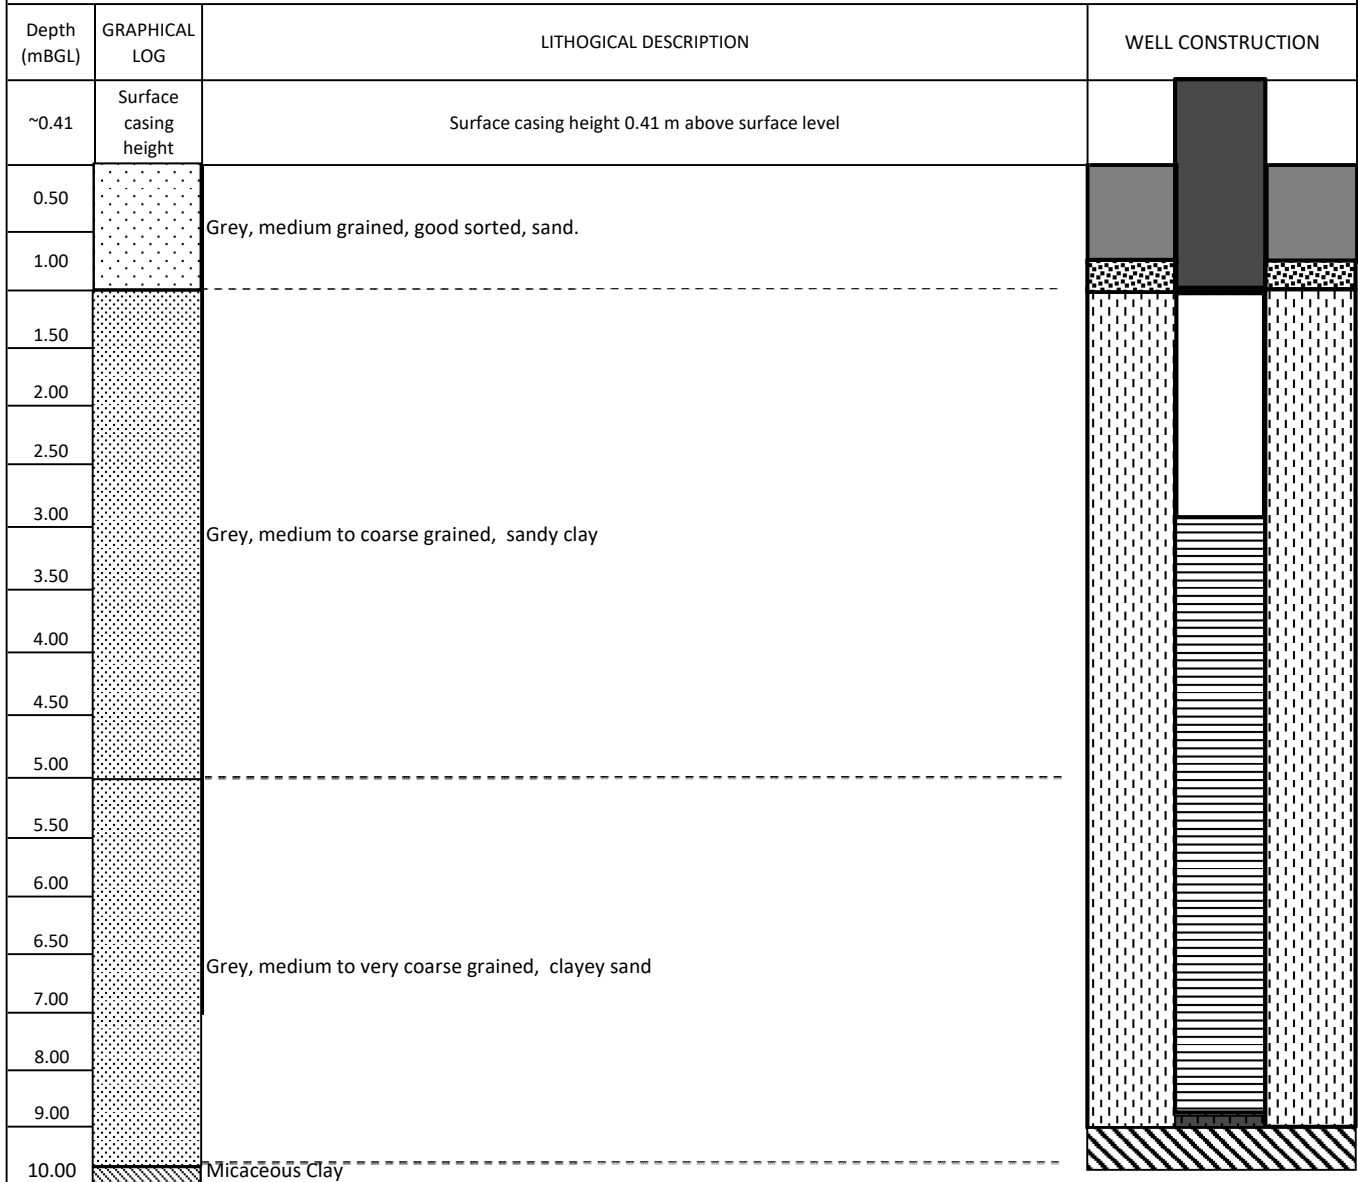 Depth
(mBGL)
GRAPHICAL
LOG
LITHOGICAL DESCRIPTION
WELL CONSTRUCTION
~0.41
Surface
casing
height
Surface casing height 0.41 m above surface level
0.50
Grey, medium grained, good sorted, sand.
1.00
1.50
2.00
2.50
3.00
Grey, medium to coarse grained, sandy clay
3.50
4.00
4.50
5.00
5.50
6.00
6.50
Grey, medium to very coarse grained, clayey sand
7.00
8.00
9.00
10.00
Micaceous Clay